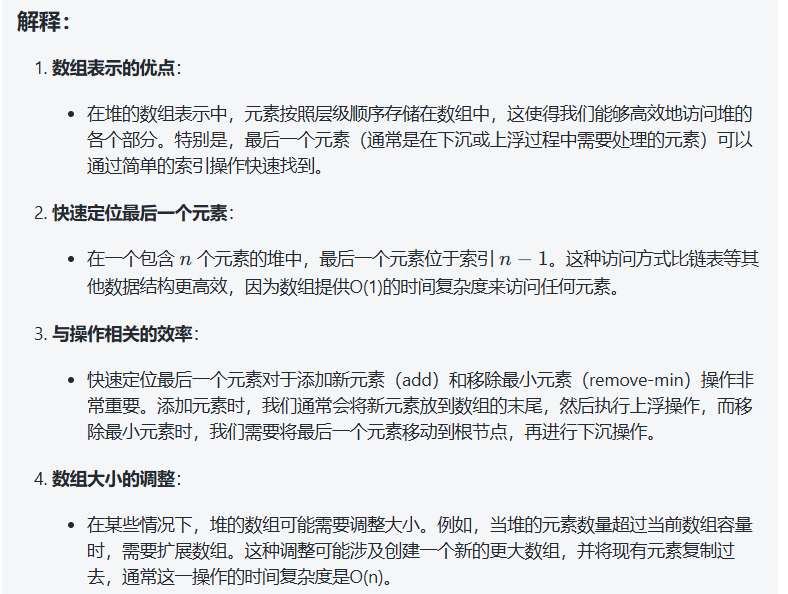 解释：
1. 数组表示的优点：
• 在堆的数组表示中，元素按照层级顺序存储在数组中，这使得我们能够高效地访问堆的
各个部分。特别是，最后一个元素（通常是在下沉或上浮过程中需要处理的元素）可以
通过简单的索引操作快速找到。
2. 快速定位最后一个元素：
• 在一个包含 n 个元素的堆中，最后一个元素位于索引 n − 1。这种访问方式比链表等其
他数据结构更高效，因为数组提供O(1)的时间复杂度来访问任何元素。
3. 与操作相关的效率：
• 快速定位最后一个元素对于添加新元素（add）和移除最小元素（remove-min）操作非
常重要。添加元素时，我们通常会将新元素放到数组的末尾，然后执行上浮操作，而移
除最小元素时，我们需要将最后一个元素移动到根节点，再进行下沉操作。
4. 数组大小的调整：
• 在某些情况下，堆的数组可能需要调整大小。例如，当堆的元素数量超过当前数组容量
时，需要扩展数组。这种调整可能涉及创建一个新的更大数组，并将现有元素复制过
去，通常这一操作的时间复杂度是O(n)。